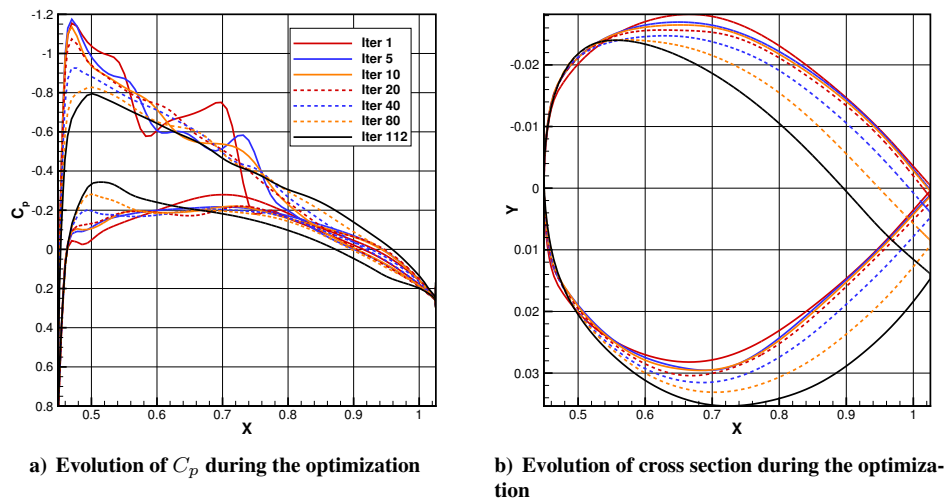 -1.2
-1
-0.8
-0.6
-0.4
-0.2
0
0.2
0.4
0.6
0.8
Cp
0.5
0.6
0.7
0.8
0.9
1
X
Iter 1
Iter 5
Iter 10
Iter 20
Iter 40
Iter 80
Iter 112
a) Evolution of Cp during the optimization
-0.02
-0.01
0
0.01
0.02
0.03
Y
0.5
0.6
0.7
0.8
0.9
1
X
b) Evolution of cross section during the optimiza-
tion